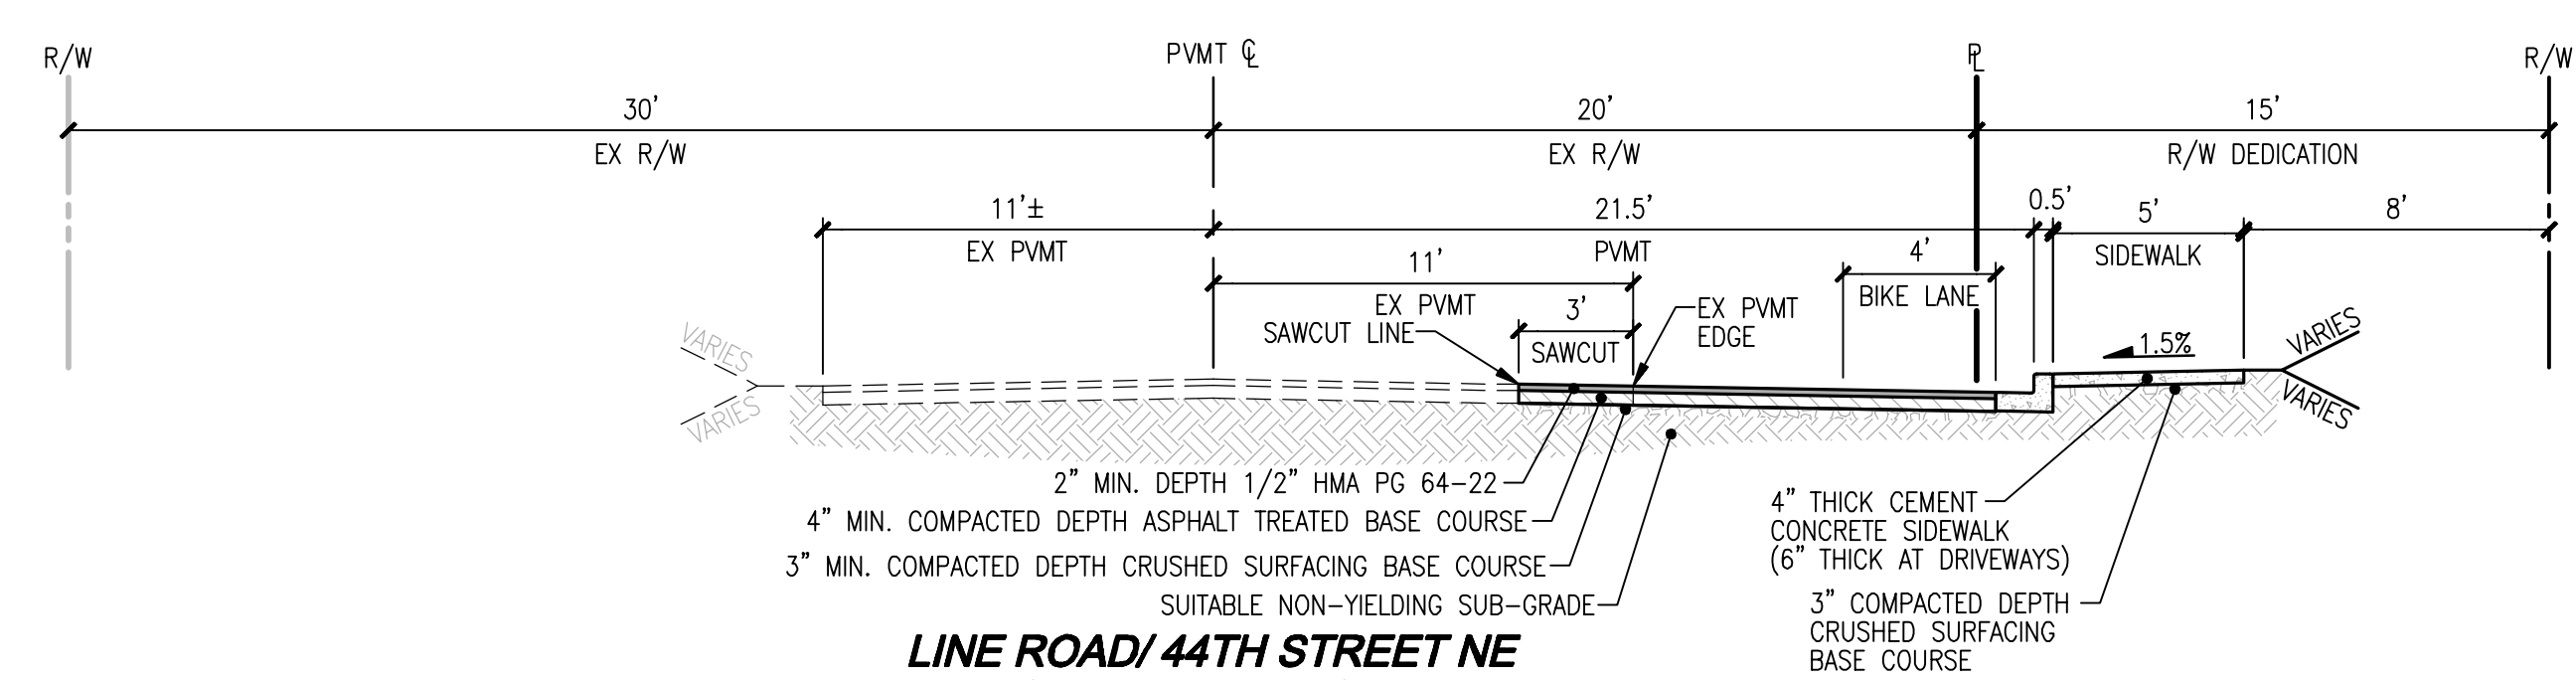 R/W
PVMT ℄
PL
R/W
30'
20'
15'
EX R/W
EX R/W
R/W DEDICATION
11'±
21.5'
0.5'
5'
8'
EX PVMT
PVMT
SIDEWALK
11'
4'
EX PVMT
BIKE LANE
3'
SAWCUT
SAWCUT LINE
EX PVMT
EDGE
VARIES
VARIES
1.5%
VARIES
VARIES
2" MIN. DEPTH 1/2" HMA PG 64-22
4" MIN. COMPACTED DEPTH ASPHALT TREATED BASE COURSE
3" MIN. COMPACTED DEPTH CRUSHED SURFACING BASE COURSE
SUITABLE NON-YIELDING SUB-GRADE
4" THICK CEMENT
CONCRETE SIDEWALK
(6" THICK AT DRIVEWAYS)
3" COMPACTED DEPTH
CRUSHED SURFACING
BASE COURSE
LINE ROAD/ 44TH STREET NE